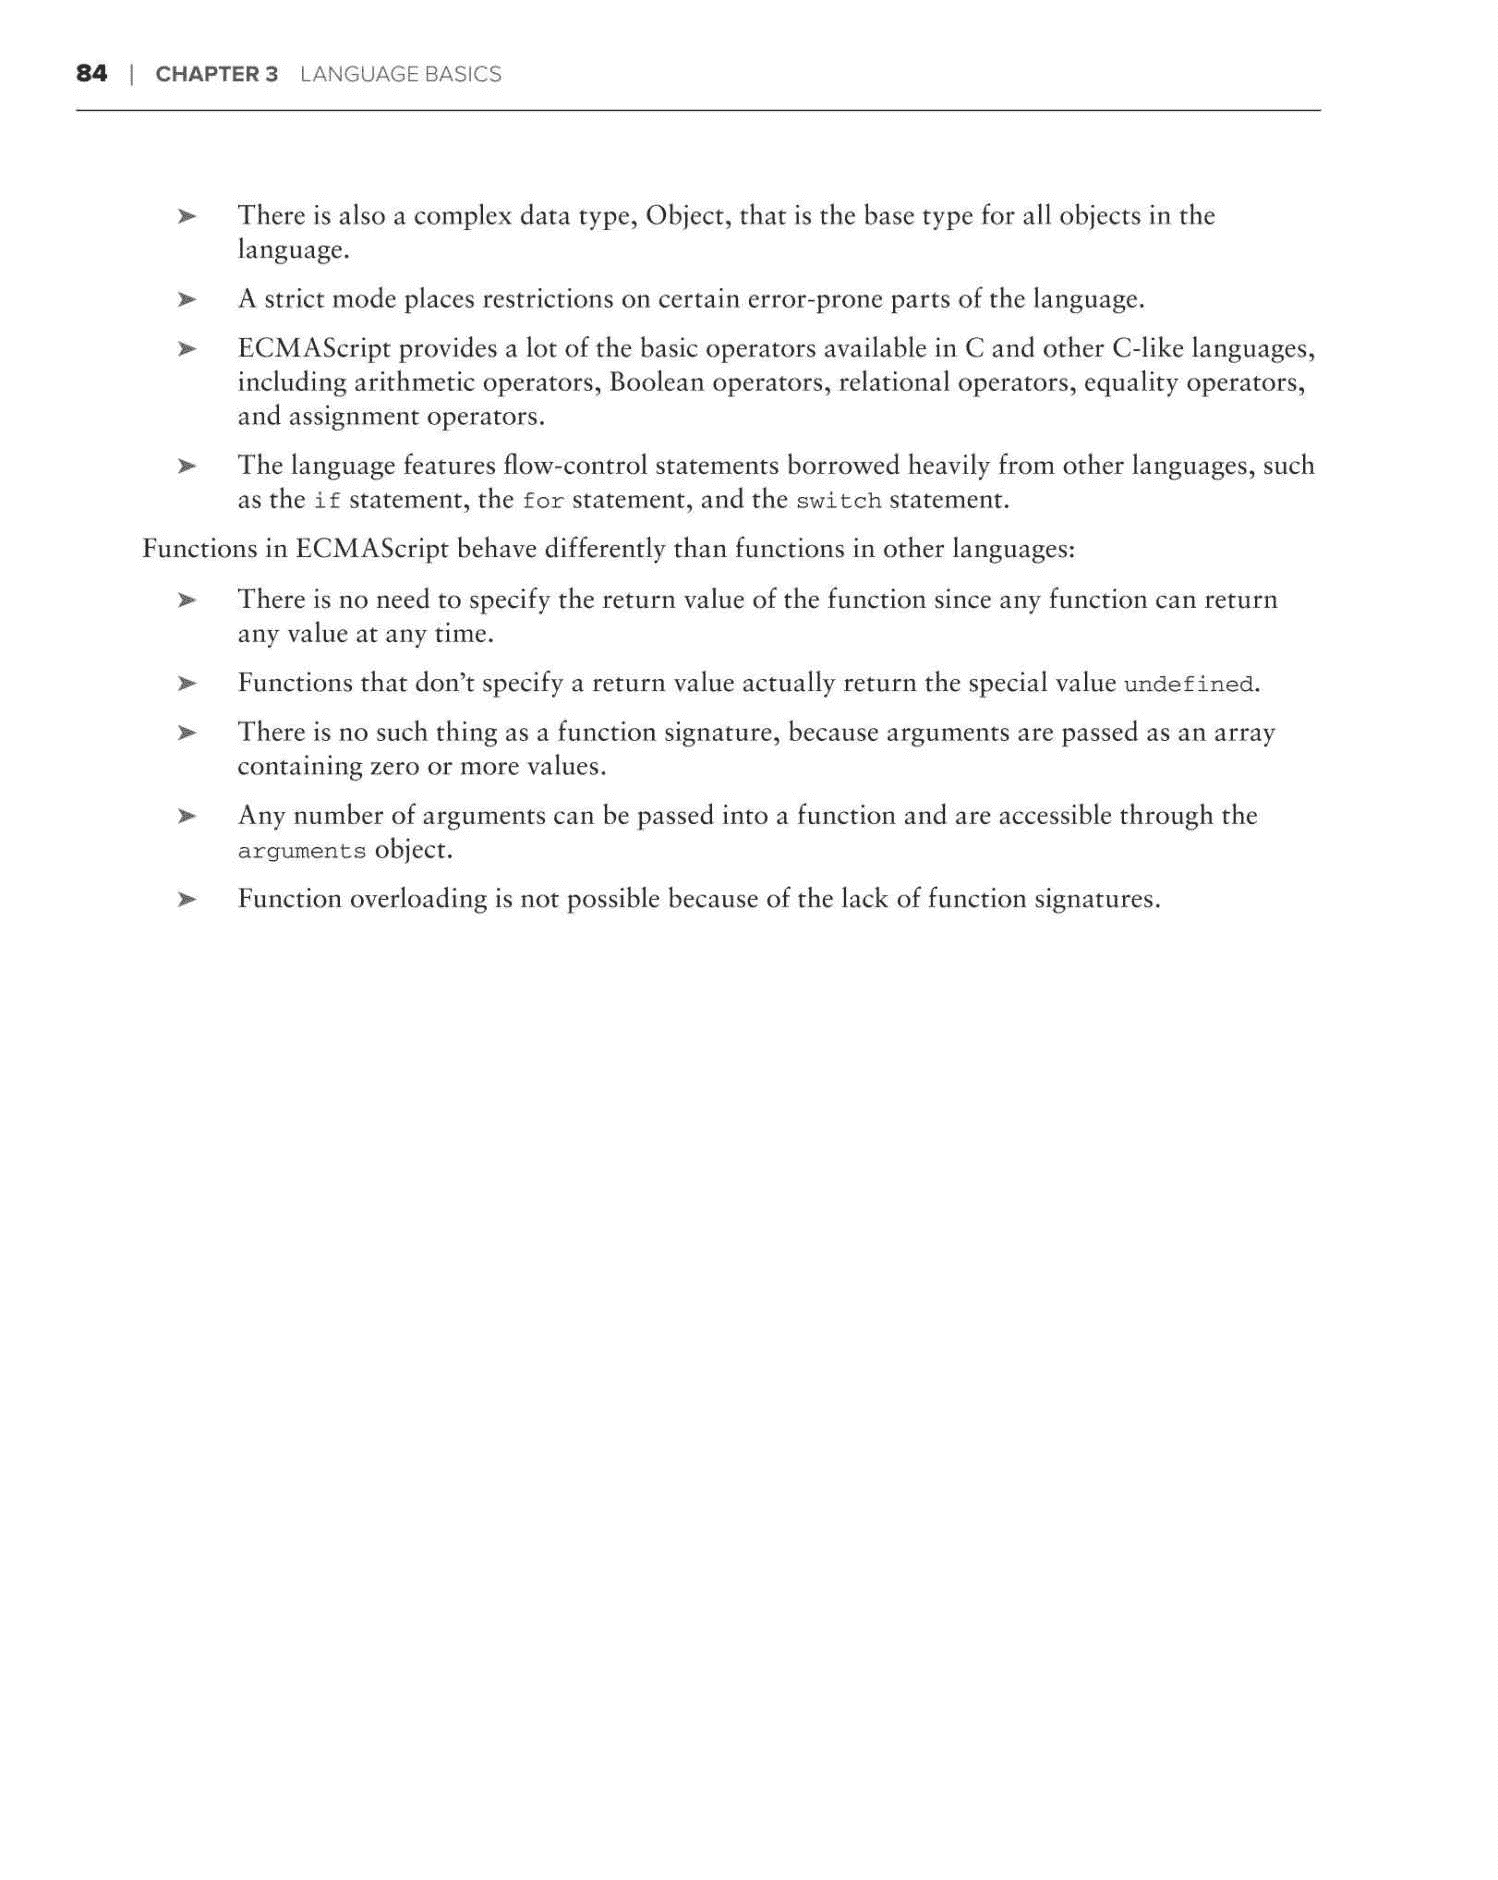 84 | CHAPTER 3 LANGUAGE BASICS
➤ There is also a complex data type, Object, that is the base type for all objects in the
language.
➤ A strict mode places restrictions on certain error-prone parts of the language.
➤ ECMAScript provides a lot of the basic operators available in C and other C-like languages,
including arithmetic operators, Boolean operators, relational operators, equality operators,
and assignment operators.
➤ The language features flow-control statements borrowed heavily from other languages, such
as the if statement, the for statement, and the switch statement.
Functions in ECMAScript behave differently than functions in other languages:
➤ There is no need to specify the return value of the function since any function can return
any value at any time.
➤ Functions that don’t specify a return value actually return the special value undefined.
➤ There is no such thing as a function signature, because arguments are passed as an array
containing zero or more values.
➤ Any number of arguments can be passed into a function and are accessible through the
arguments object.
➤ Function overloading is not possible because of the lack of function signatures.